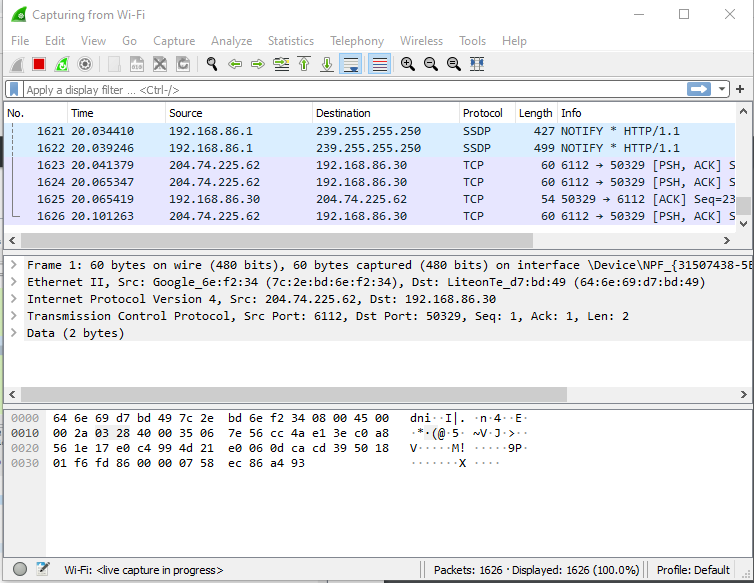 Capturing from Wi-Fi
File Edit View Go Capture Analyze Statistics Telephony Wireless Tools Help
Apply a display filter ... <Ctrl-/>
No. Time Source Destination Protocol Length Info
1621 20.034410 192.168.86.1 239.255.255.250 SSDP 427 NOTIFY * HTTP/1.1
1622 20.039246 192.168.86.1 239.255.255.250 SSDP 499 NOTIFY * HTTP/1.1
1623 20.041379 204.74.225.62 192.168.86.30 TCP 60 6112 → 50329 [PSH, ACK] S
1624 20.065347 204.74.225.62 192.168.86.30 TCP 60 6112 → 50329 [PSH, ACK] S
1625 20.065419 192.168.86.30 204.74.225.62 TCP 54 50329 → 6112 [ACK] Seq=23
1626 20.101263 204.74.225.62 192.168.86.30 TCP 60 6112 → 50329 [PSH, ACK] S
Frame 1: 60 bytes on wire (480 bits), 60 bytes captured (480 bits) on interface \Device\NPF_{31507438-5E
Ethernet II, Src: Google_6e:f2:34 (7c:2e:bd:6e:f2:34), Dst: LiteonTe_d7:bd:49 (64:6e:69:d7:bd:49)
Internet Protocol Version 4, Src: 204.74.225.62, Dst: 192.168.86.30
Transmission Control Protocol, Src Port: 6112, Dst Port: 50329, Seq: 1, Ack: 1, Len: 2
Data (2 bytes)
0000 64 6e 69 d7 bd 49 7c 2e bd 6e f2 34 08 00 45 00 dni··I|. ·n·4··E·
0010 00 2a 03 28 40 00 35 06 7e 56 cc 4a e1 3e c0 a8 ·*·(@·5· ~V·J·>··
0020 56 1e 17 e0 c4 99 4d 21 e0 06 0d ca cd 39 50 18 V·····M! ·····9P·
0030 01 f6 fd 86 00 00 07 58 ec 86 a4 93 ·······X ····
Wi-Fi: <live capture in progress> Packets: 1626 · Displayed: 1626 (100.0%) Profile: Default